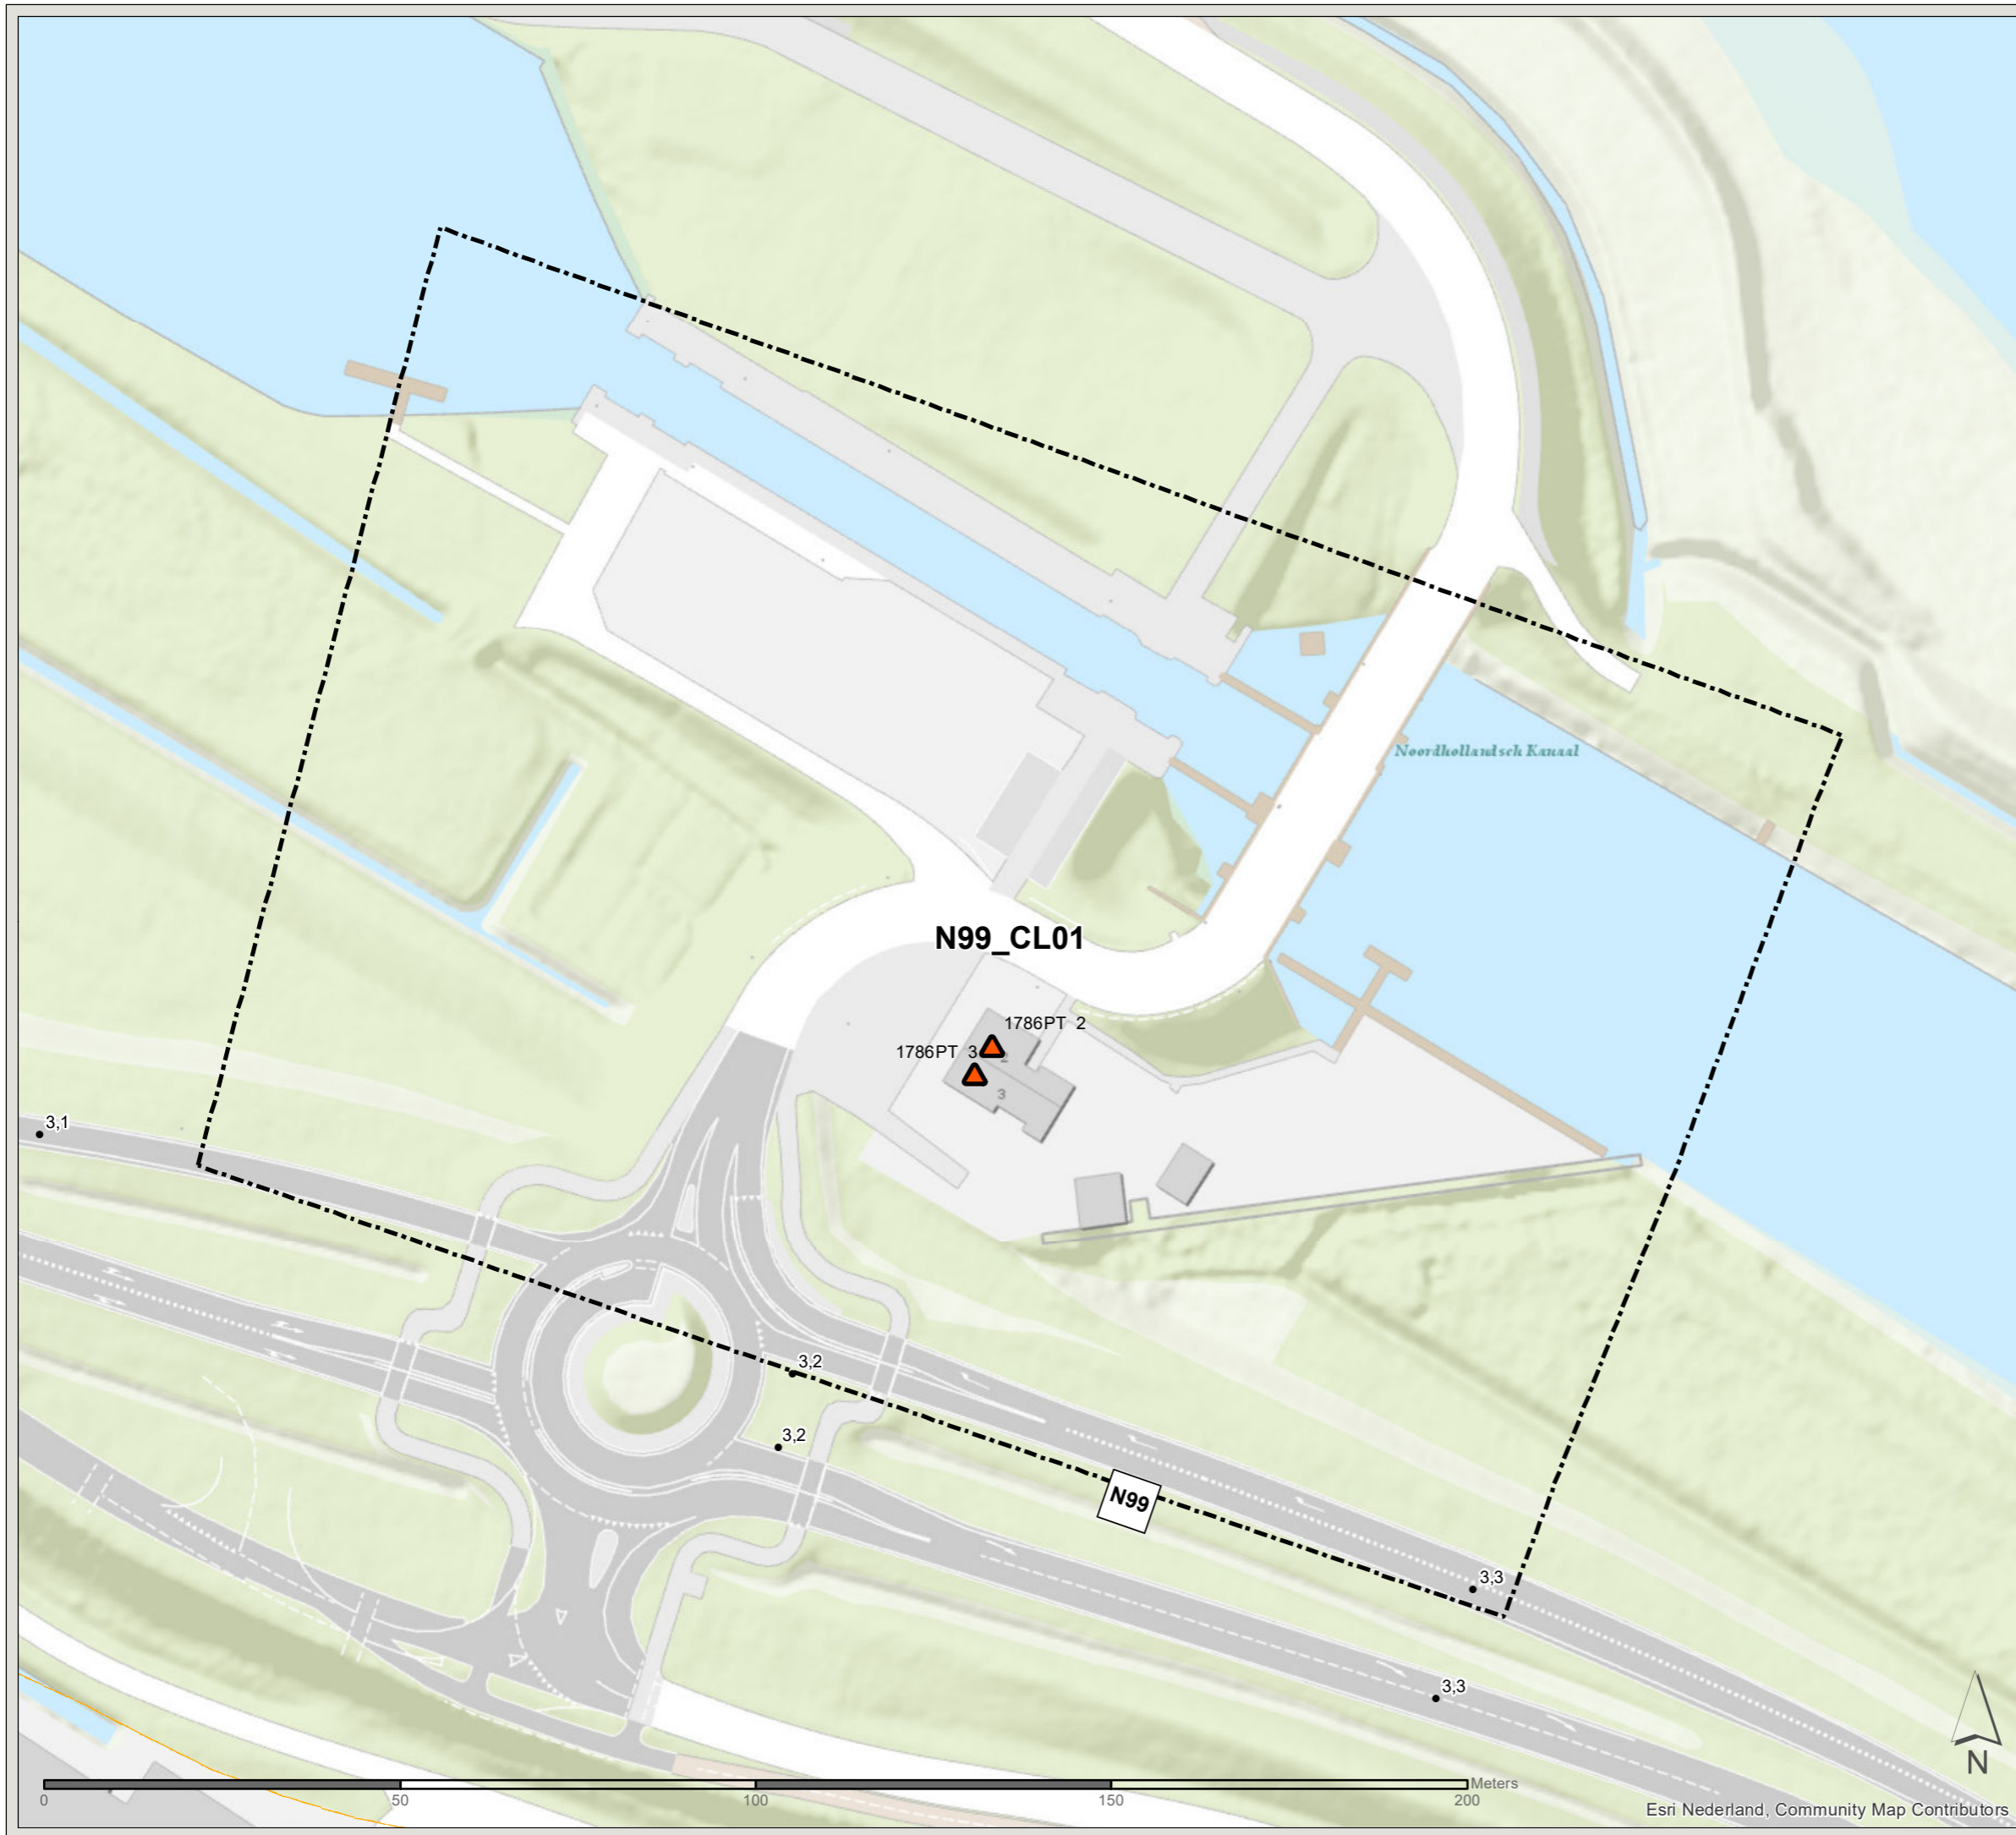 Noordhollandsch Kanaal
N99_CL01
1786PT 2
1786PT 3
2
3
3,1
3,2
3,2
N99
3,3
3,3
N
Meters
0 50 100 150 200
Esri Nederland, Community Map Contributors